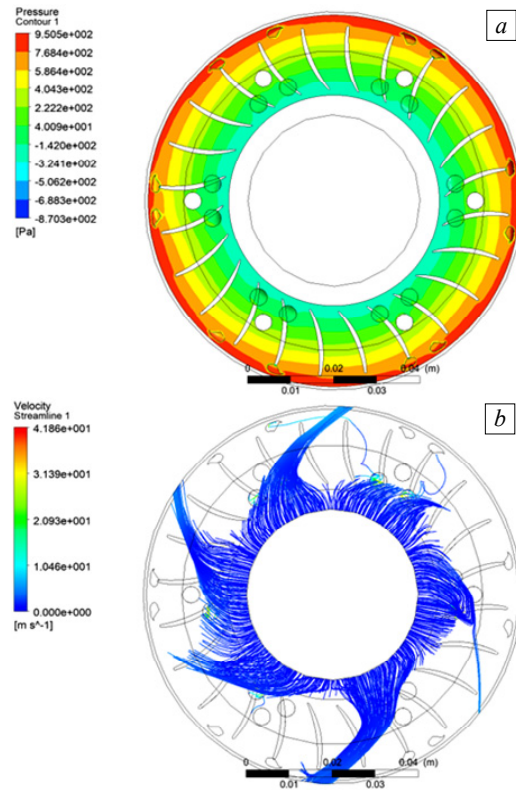 Pressure
Contour 1
9.505e+002
7.684e+002
5.864e+002
4.043e+002
2.222e+002
4.009e+001
-1.420e+002
-3.241e+002
-5.062e+002
-6.883e+002
-8.703e+002
[Pa]
a
0 0.02 0.04 (m)
0.01 0.03
Velocity
Streamline 1
4.186e+001
3.139e+001
2.093e+001
1.046e+001
0.000e+000
[m s^-1]
b
0 0.02 0.04 (m)
0.01 0.03